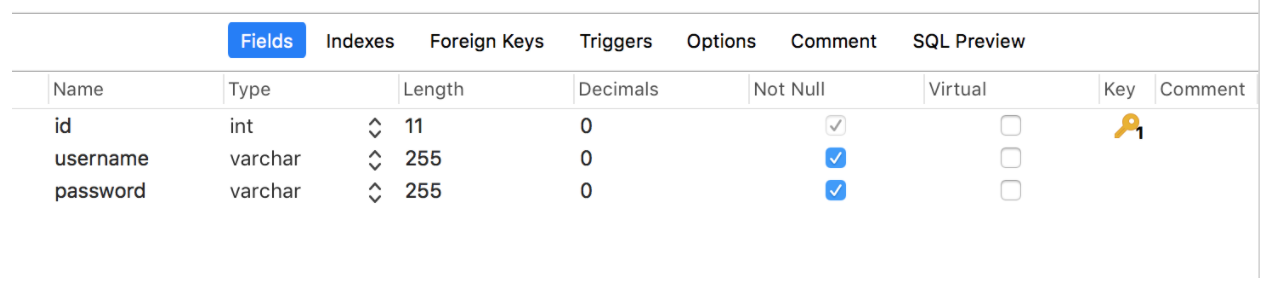 Fields Indexes Foreign Keys Triggers Options Comment SQL Preview
Name Type Length Decimals Not Null Virtual Key Comment
id int 11 0 1
username varchar 255 0
password varchar 255 0